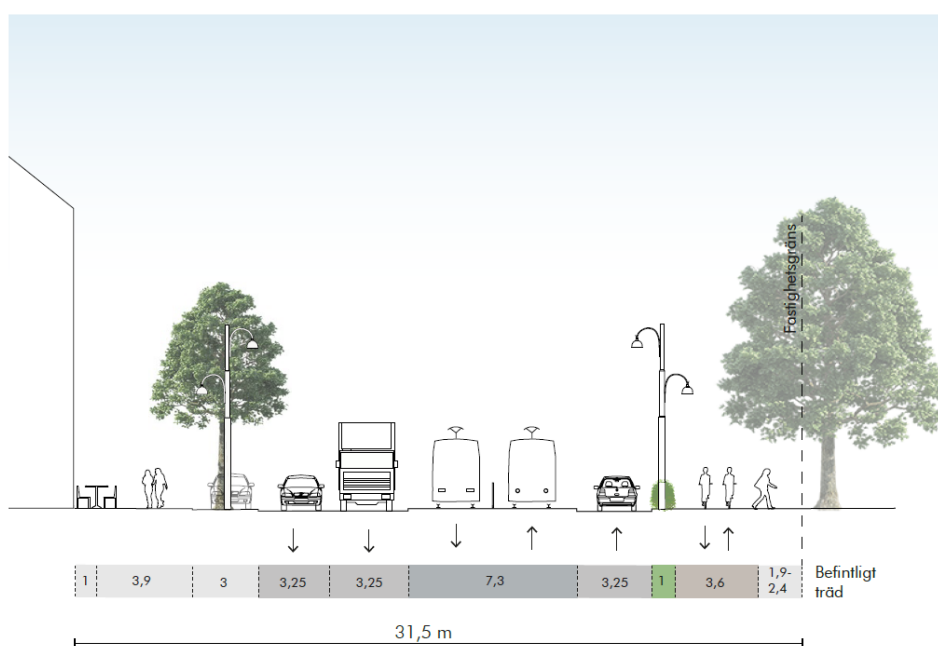 Fastighetsgräns
1
3,9
3
3,25
3,25
7,3
3,25
1
3,6
1,9-
2,4
Befintligt
träd
31,5 m